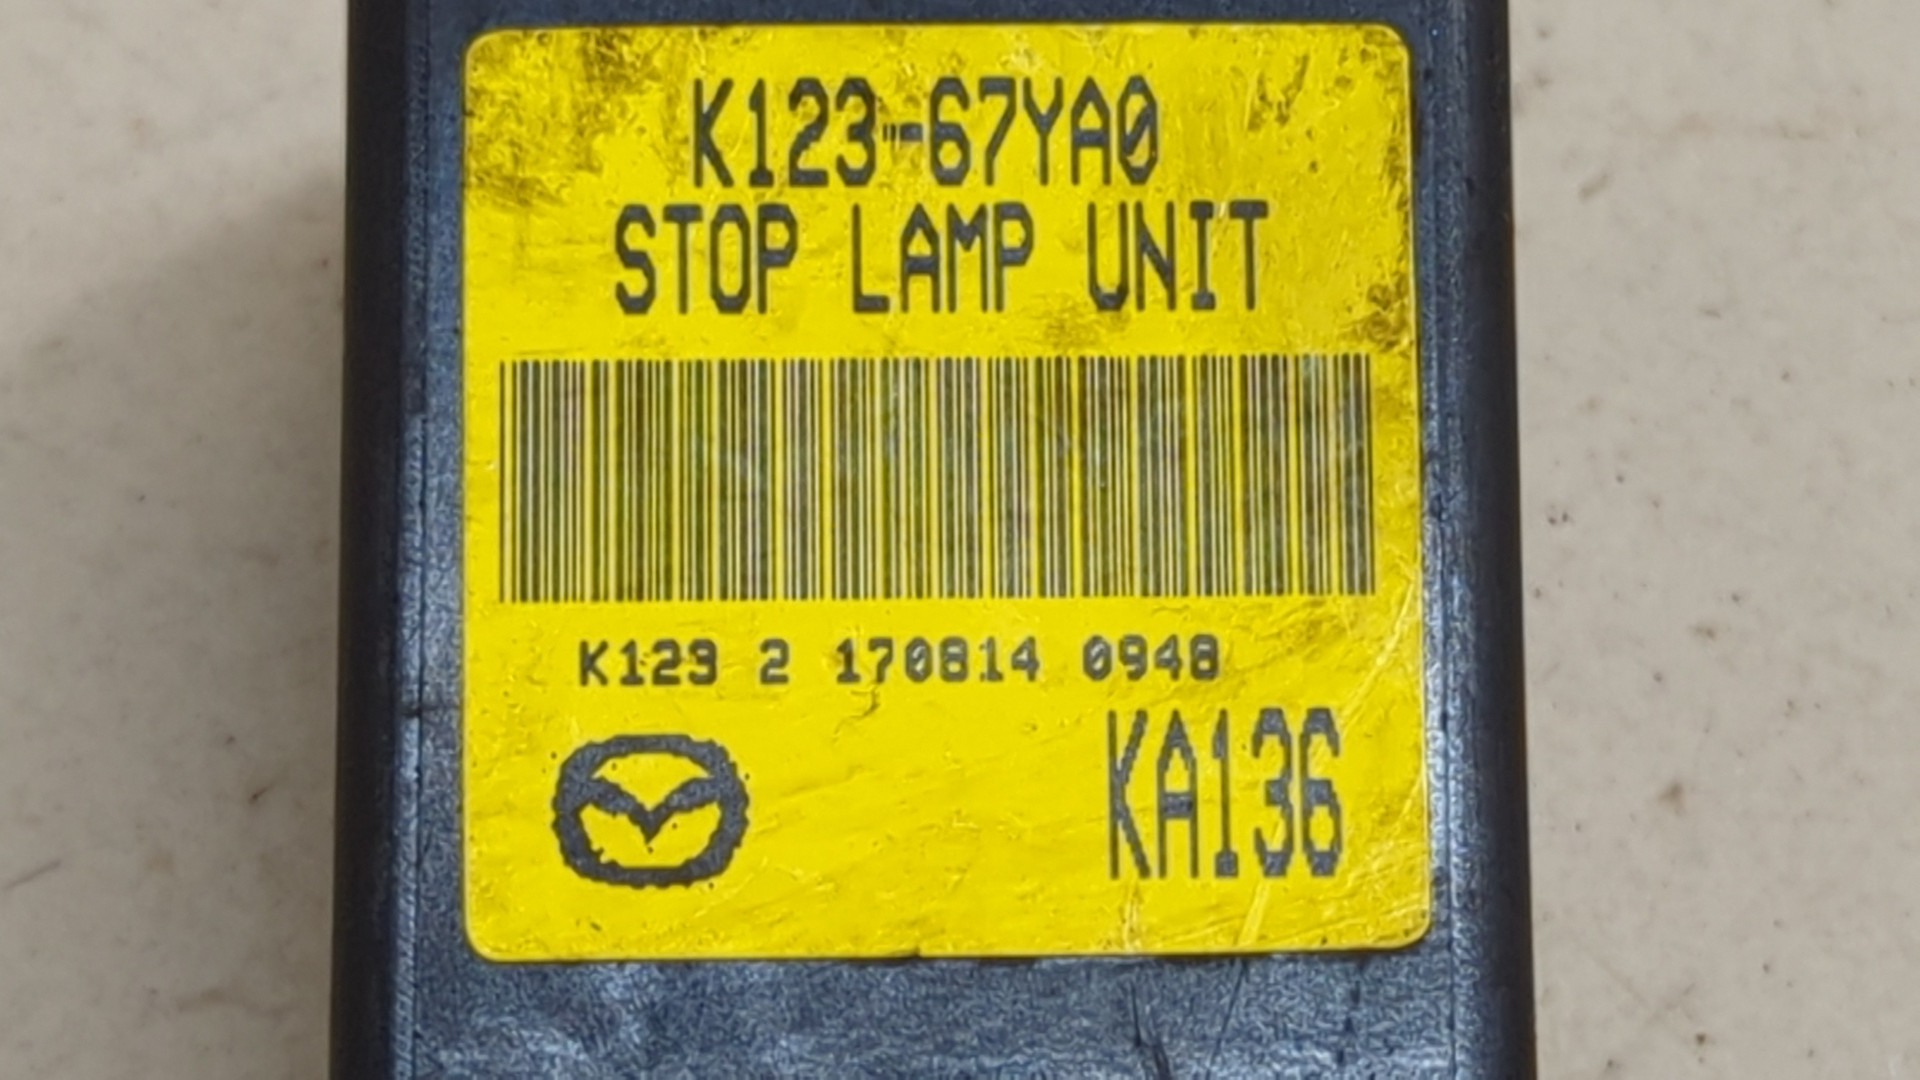 K123-67YA0
STOP LAMP UNIT
K123 2 170814 0948
KA136